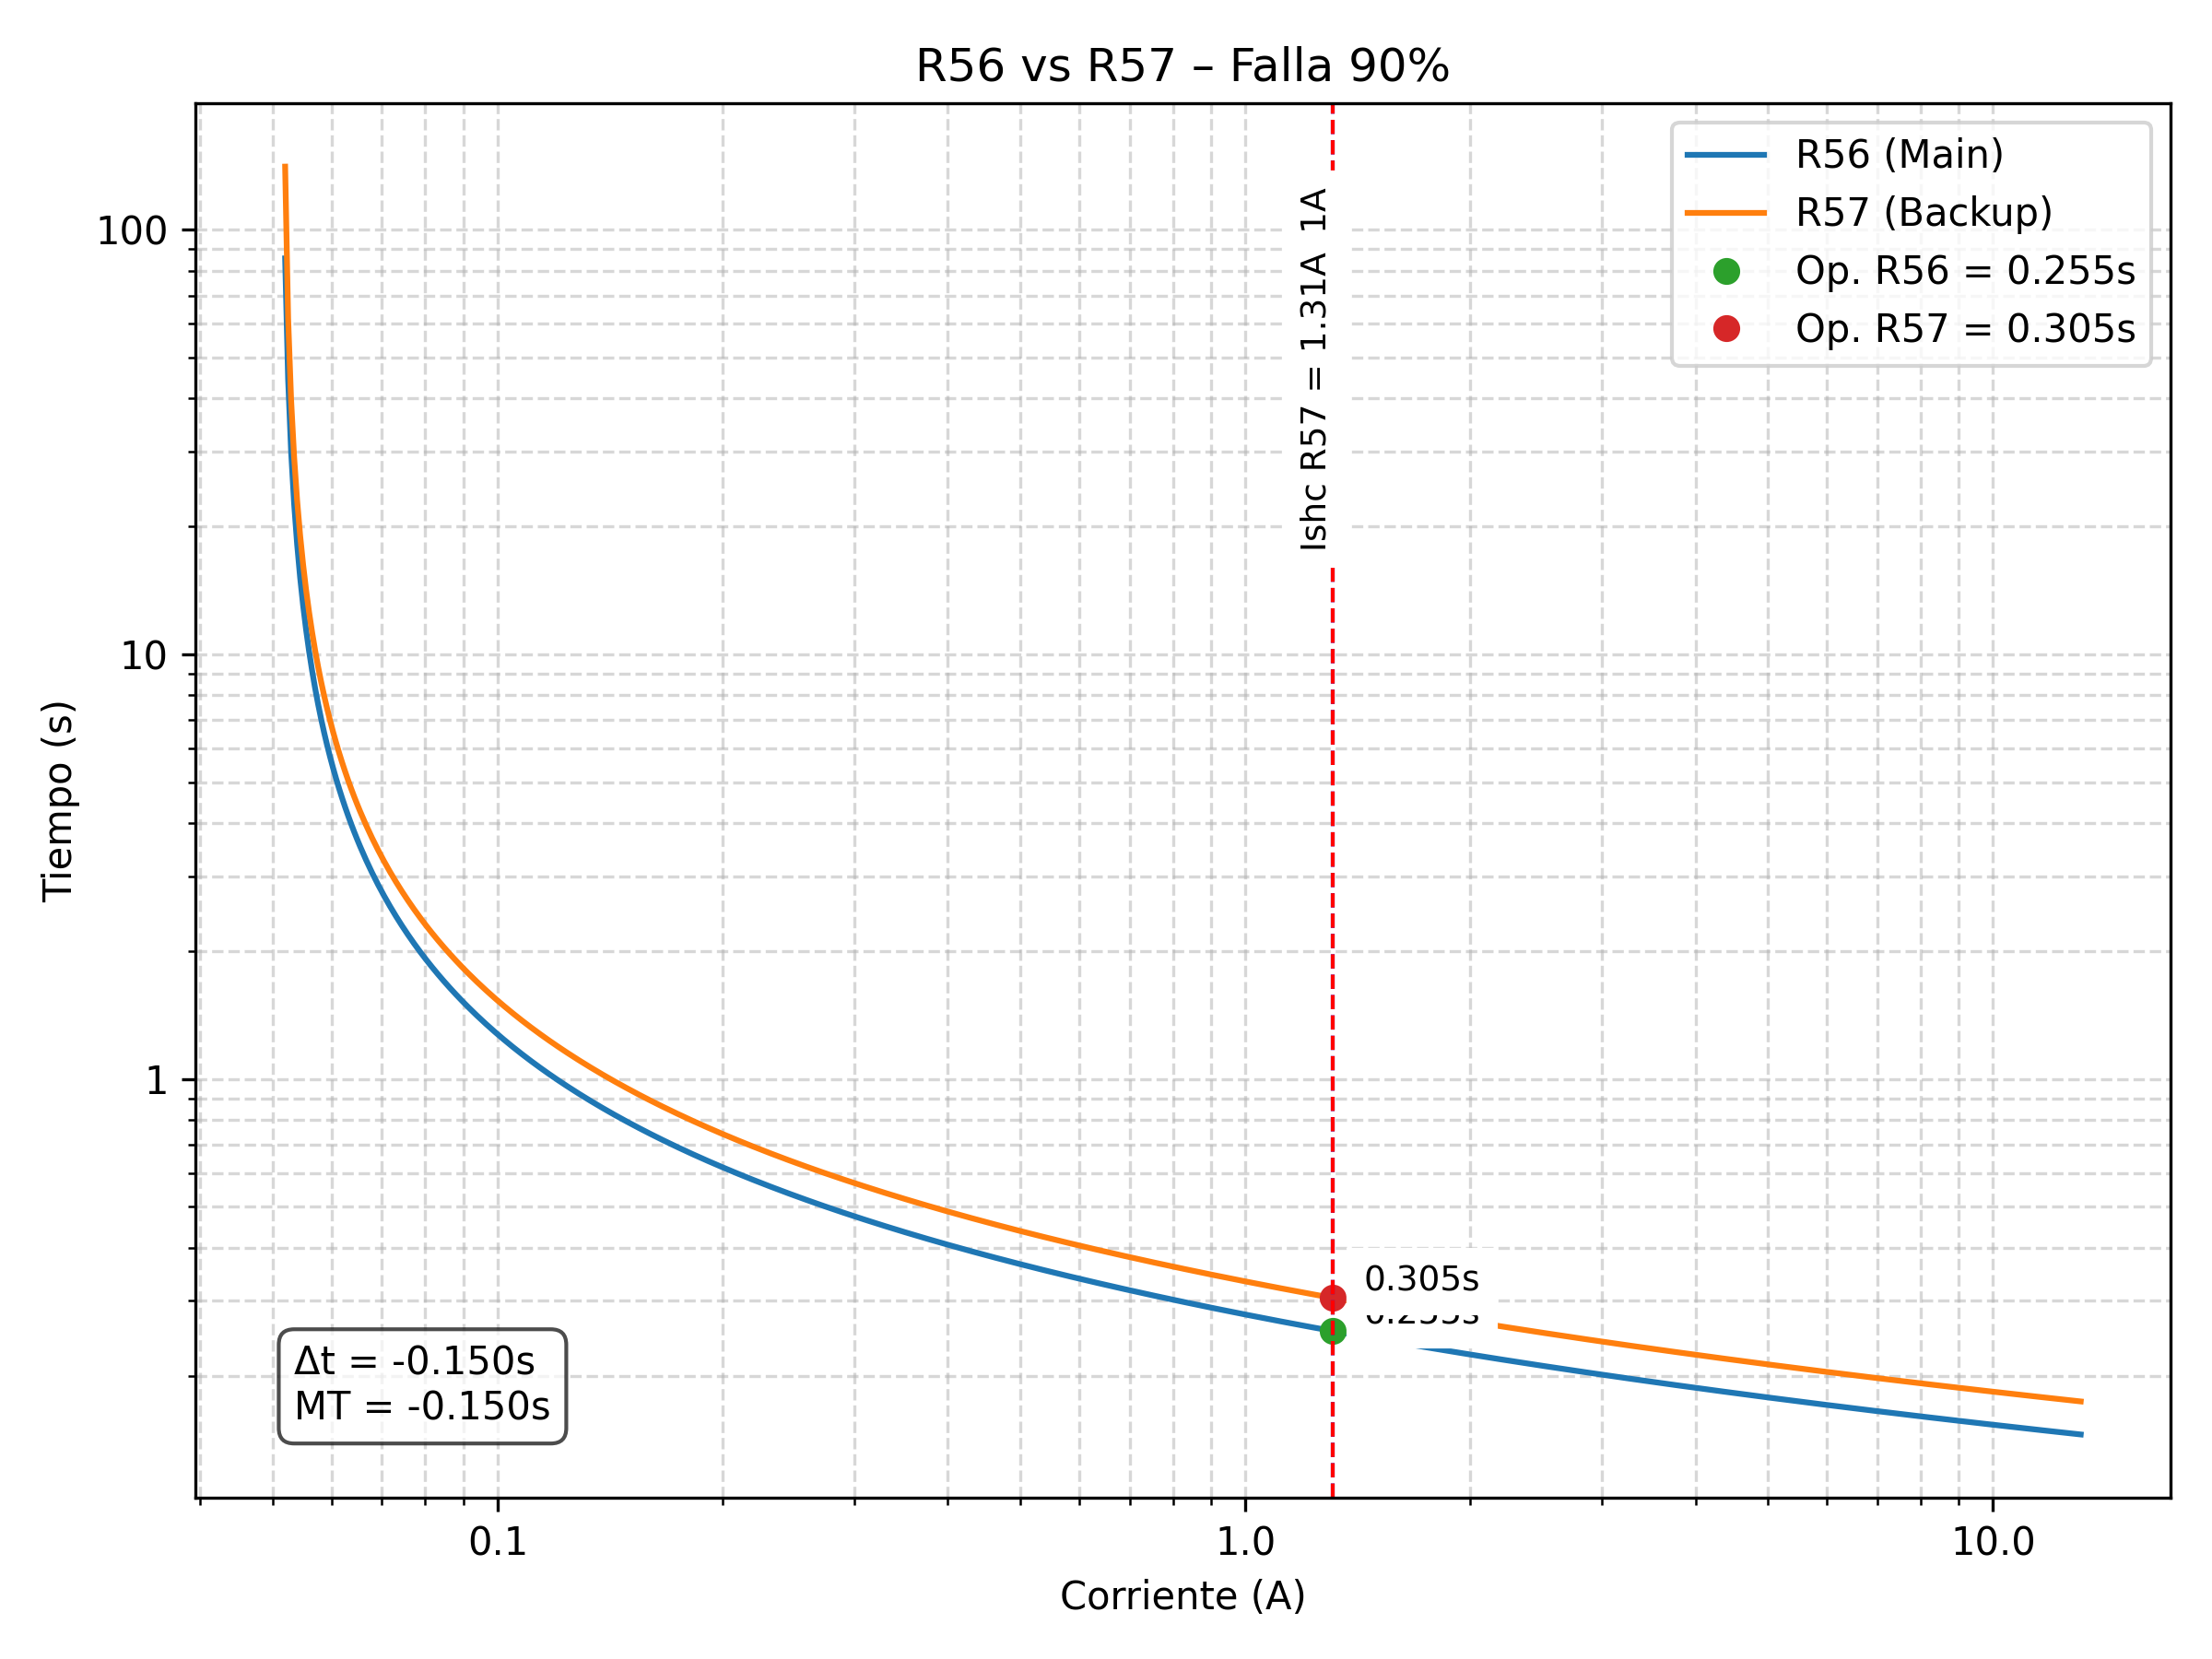 R56 vs R57 – Falla 90%
R56 (Main)
R57 (Backup)
Op. R56 = 0.255s
Op. R57 = 0.305s
Ishc R57 = 1.31A 1A
100
10
1
Tiempo (s)
0.305s
Δt = -0.150s
MT = -0.150s
0.1
1.0
10.0
Corriente (A)